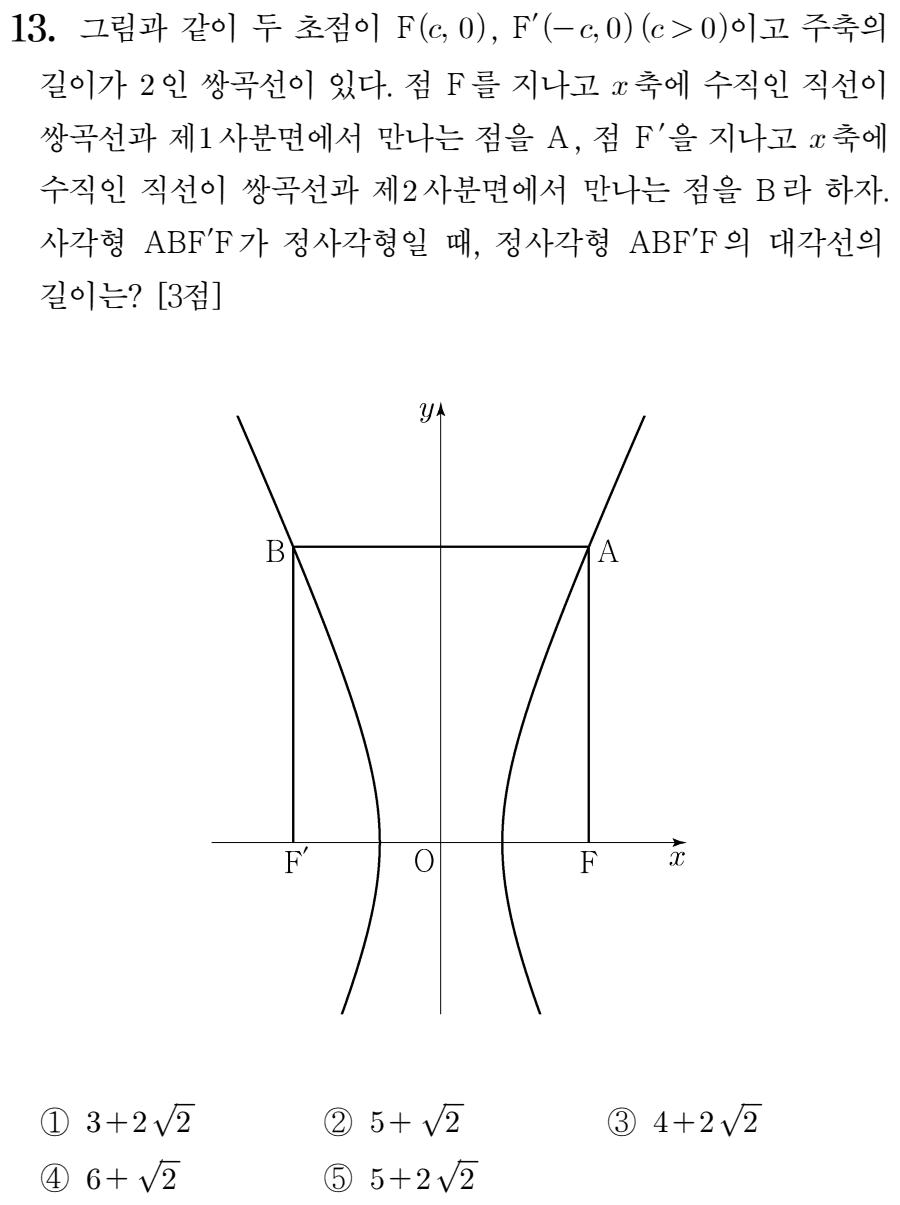 13. 그림과 같이 두 초점이 F(c, 0), F′(−c, 0) (c>0)이고 주축의
길이가 2인 쌍곡선이 있다. 점 F를 지나고 x축에 수직인 직선이
쌍곡선과 제1사분면에서 만나는 점을 A, 점 F′을 지나고 x축에
수직인 직선이 쌍곡선과 제2사분면에서 만나는 점을 B라 하자.
사각형 ABF′F가 정사각형일 때, 정사각형 ABF′F의 대각선의
길이는? [3점]
y
B A
F′ O F x
① 3+2√2 ② 5+√2 ③ 4+2√2
④ 6+√2 ⑤ 5+2√2